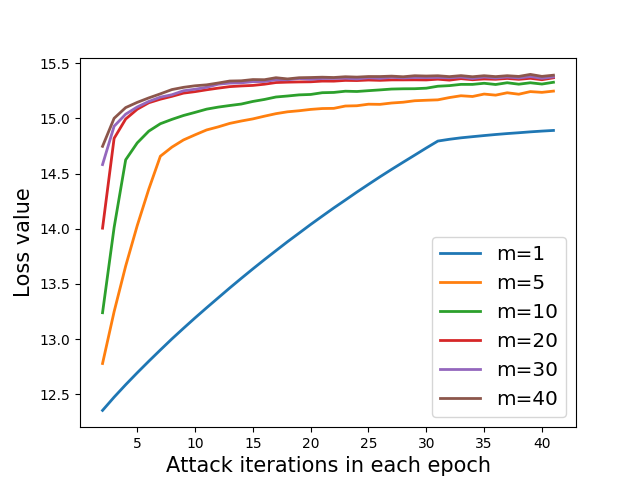 15.5
15.0
14.5
14.0
13.5
13.0
12.5
Loss value
m=1
m=5
m=10
m=20
m=30
m=40
5 10 15 20 25 30 35 40
Attack iterations in each epoch